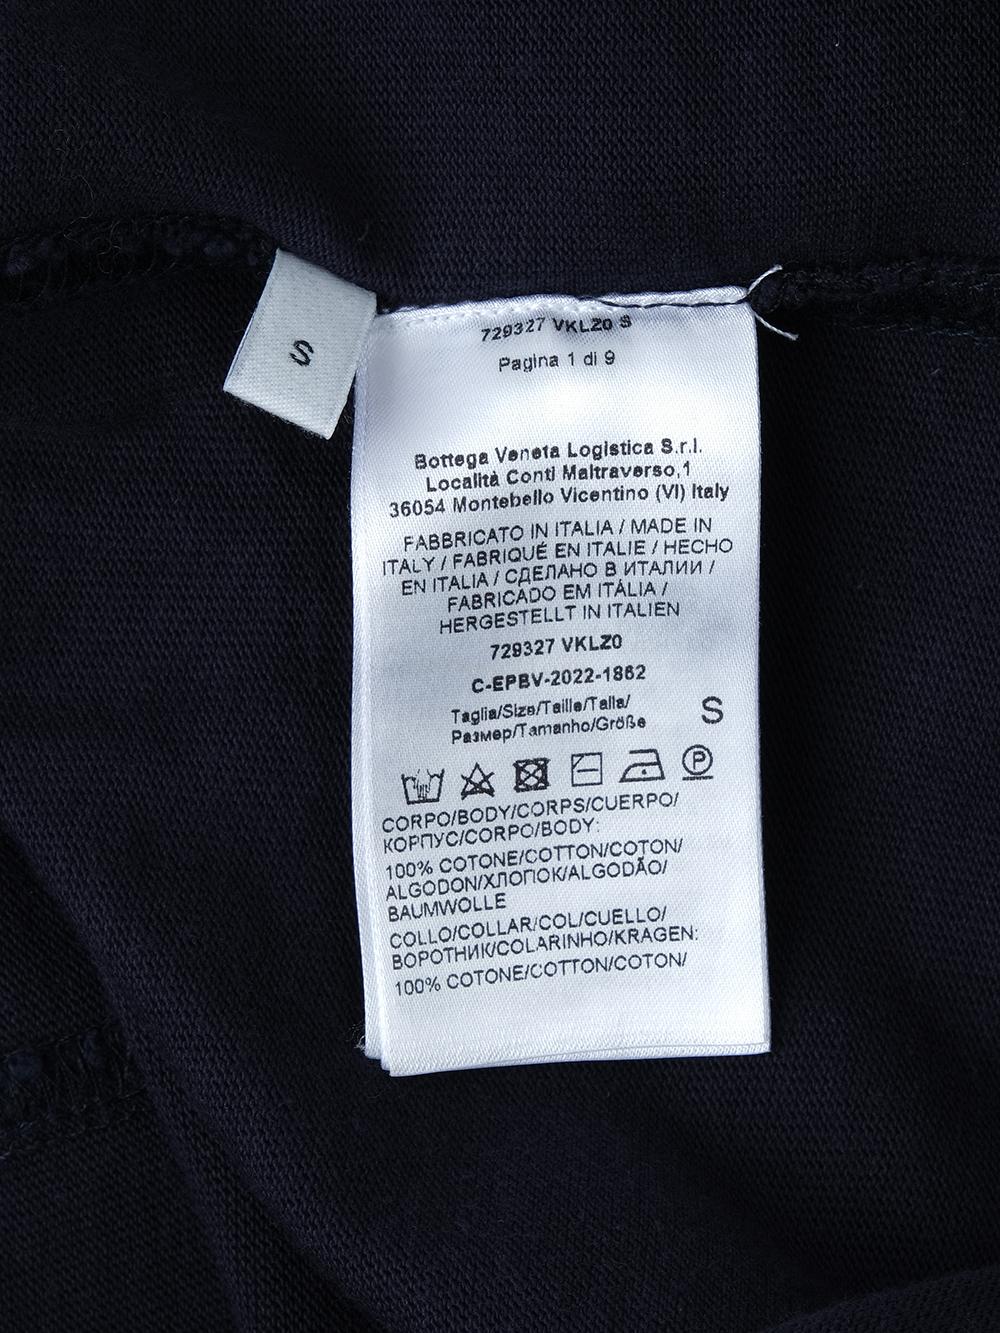 S
729327 VKLZ0 S
Pagina 1 di 9
Bottega Veneta Logistica S.r.l.
Località Conti Maltraverso,1
36054 Montebello Vicentino (VI) Italy
FABBRICATO IN ITALIA / MADE IN
ITALY / FABRIQUÉ EN ITALIE / HECHO
EN ITALIA / СДЕЛАНО В ИТАЛИИ /
FABRICADO EM ITÁLIA /
HERGESTELLT IN ITALIEN
729327 VKLZ0
C-EPBV-2022-1862
Taglia/Size/Taille/Talla/
Размер/Tamanho/Größe
S
P
CORPO/BODY/CORPS/CUERPO/
КОРПУС/CORPO/BODY:
100% COTONE/COTTON/COTON/
ALGODON/ХЛОПОК/ALGODÃO/
BAUMWOLLE
COLLO/COLLAR/COL/CUELLO/
ВОРОТНИК/COLARINHO/KRAGEN:
100% COTONE/COTTON/COTON/